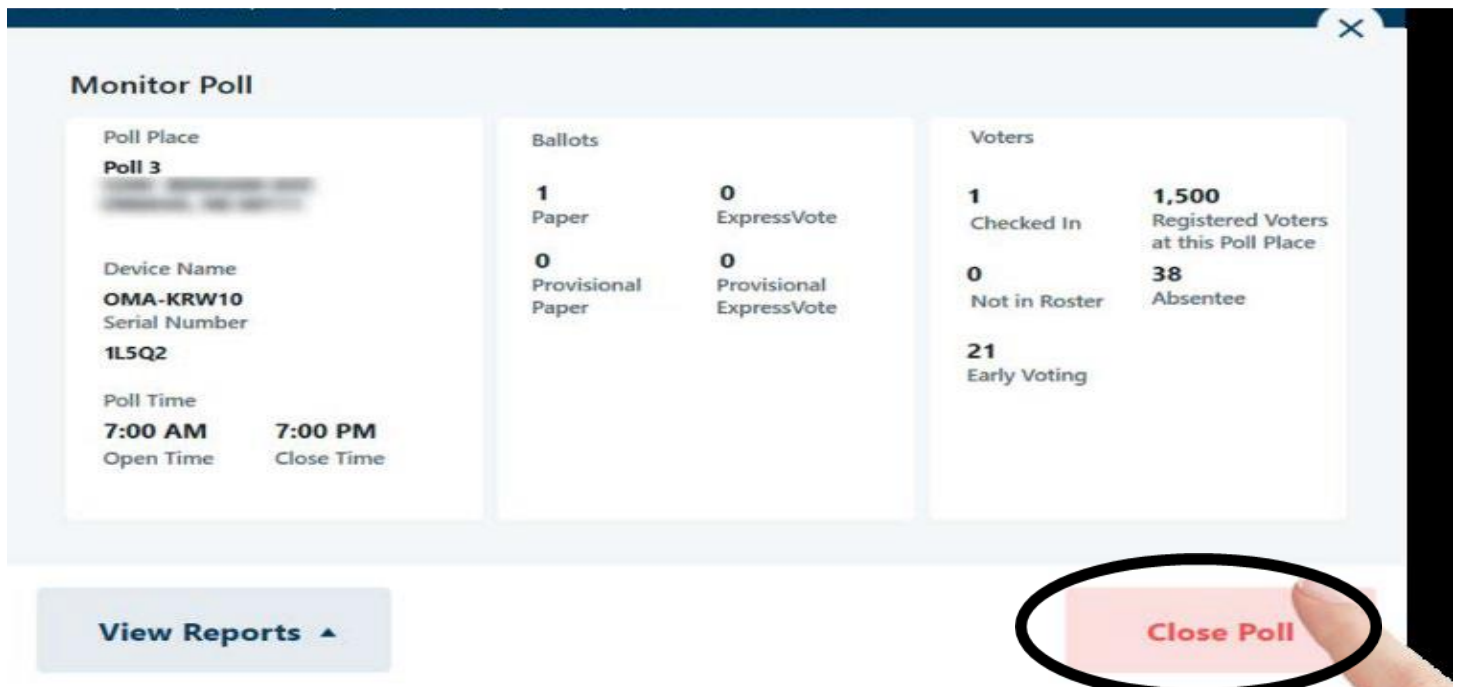 Monitor Poll
Poll Place
Poll 3
Device Name
OMA-KRW10
Serial Number
1L5Q2
Poll Time
7:00 AM 7:00 PM
Open Time Close Time
Ballots
1 0
Paper ExpressVote
0 0
Provisional Provisional
Paper ExpressVote
Voters
1 1,500
Checked In Registered Voters
at this Poll Place
0 38
Not in Roster Absentee
21
Early Voting
View Reports
Close Poll